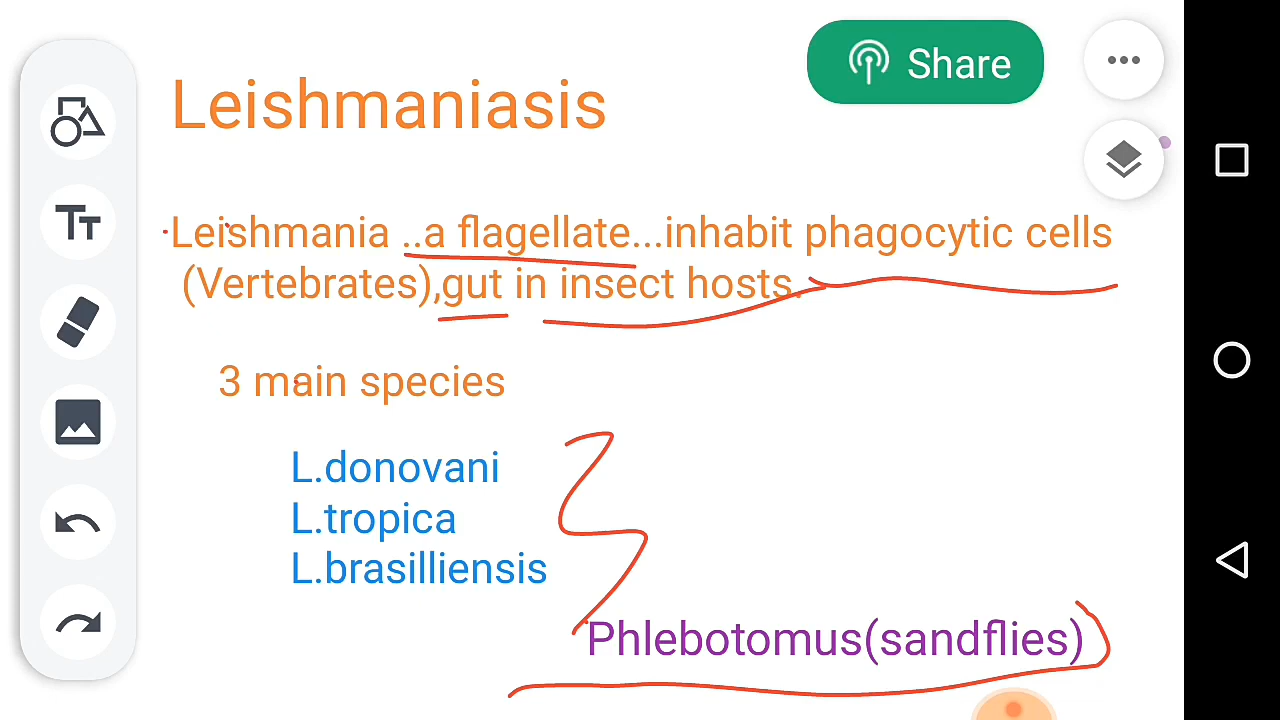 Share
Leishmaniasis
Leishmania ..a flagellate...inhabit phagocytic cells
(Vertebrates),gut in insect hosts.
3 main species
L.donovani
L.tropica
L.brasilliensis
Phlebotomus(sandflies)